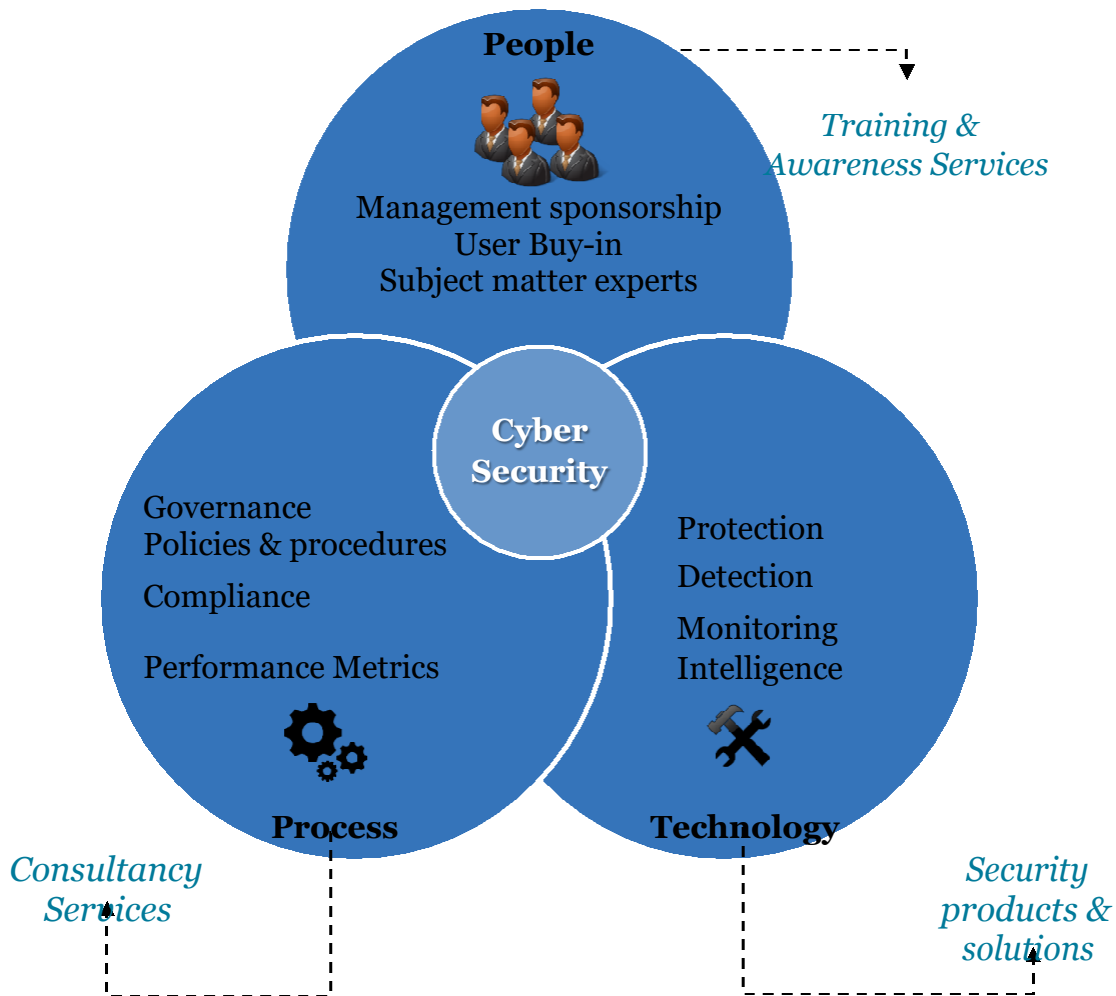 People
Training &
Awareness Services
Management sponsorship
User Buy-in
Subject matter experts
Cyber
Security
Governance
Policies & procedures
Compliance
Performance Metrics
Process
Protection
Detection
Monitoring
Intelligence
Technology
Consultancy
Services
Security
products &
solutions